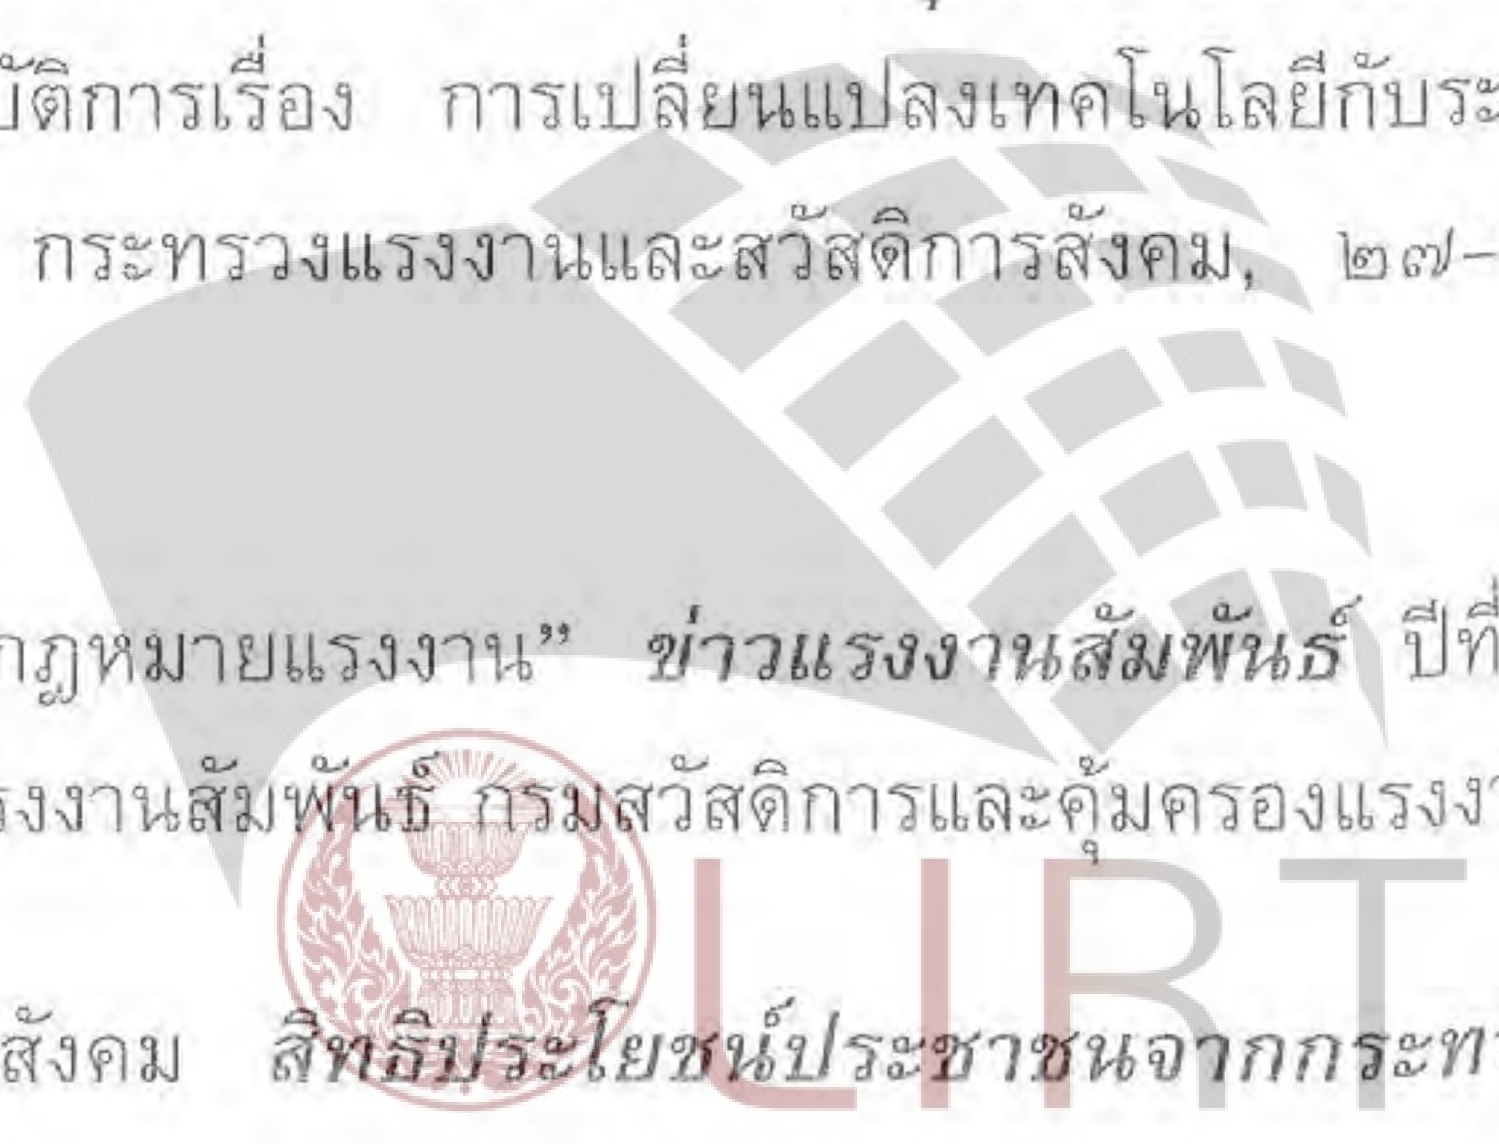 บัติการเรื่อง การเปลี่ยนแปลงเทคโนโลยีกับระ
กระทรวงแรงงานและสวัสดิการสังคม, ๒๗-
กฎหมายแรงงาน” ข่าวแรงงานสัมพันธ์ ปีที่
รงงานสัมพันธ์ กรมสวัสดิการและคุ้มครองแรงงา
สังคม สิทธิประโยชน์ประชาชนจากกระทร
LIRT